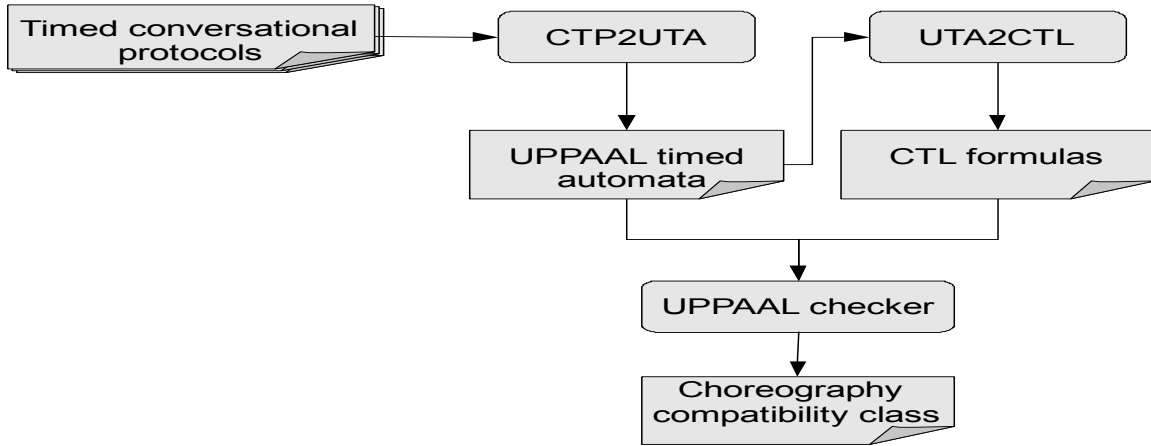 Timed conversational
protocols
CTP2UTA
UTA2CTL
UPPAAL timed
automata
CTL formulas
UPPAAL checker
Choreography
compatibility class